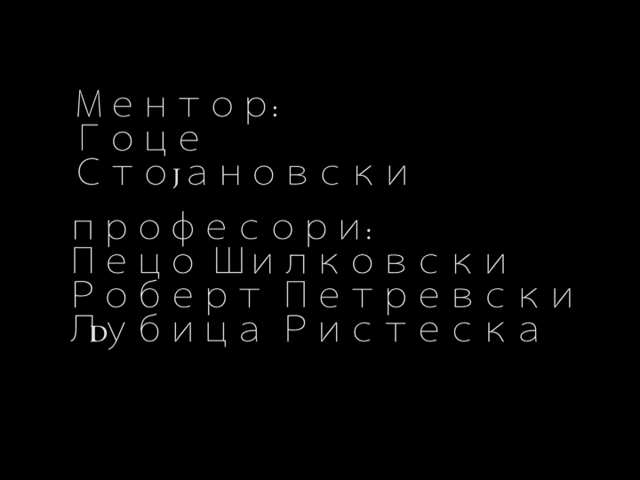 Ментор:
Гоце
Стојановски
професори:
Пецо Шилковски
Роберт Петревски
Љубица Ристеска